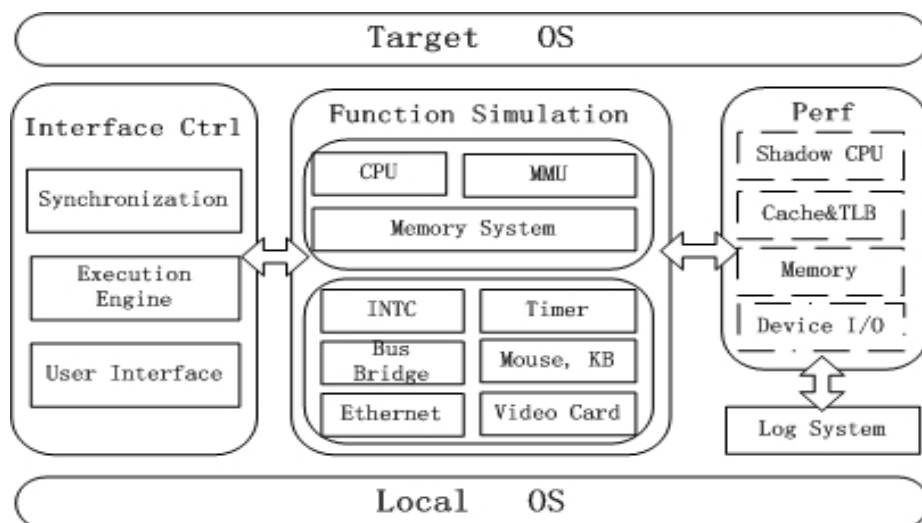 Target OS
Interface Ctrl
Synchronization
Execution
Engine
User Interface
Function Simulation
CPU
MMU
Memory System
INTC
Timer
Bus
Bridge
Mouse, KB
Ethernet
Video Card
Perf
Shadow CPU
Cache&TLB
Memory
Device I/O
Log System
Local OS